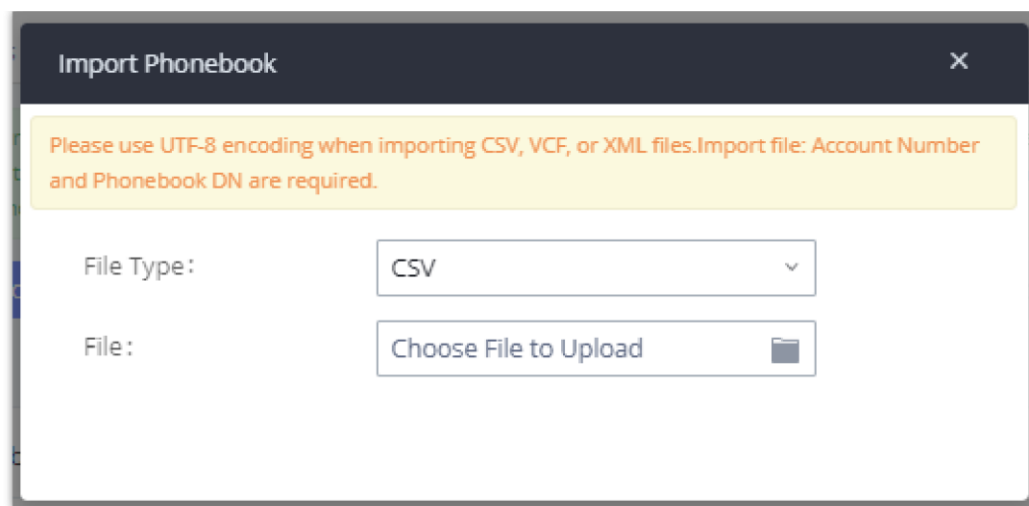 Import Phonebook
Please use UTF-8 encoding when importing CSV, VCF, or XML files.Import file: Account Number
and Phonebook DN are required.
File Type:
CSV
File:
Choose File to Upload